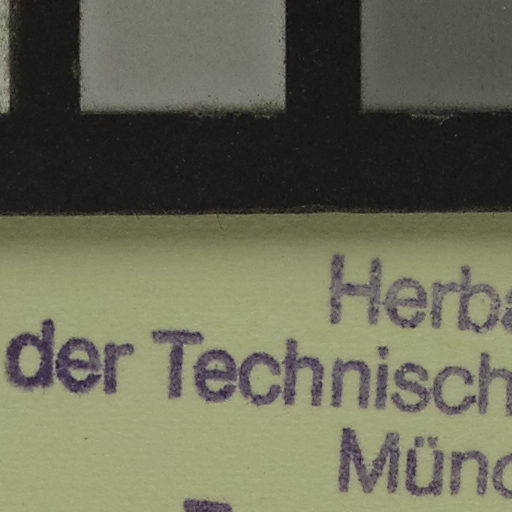 Herba
der Technisch
Münc